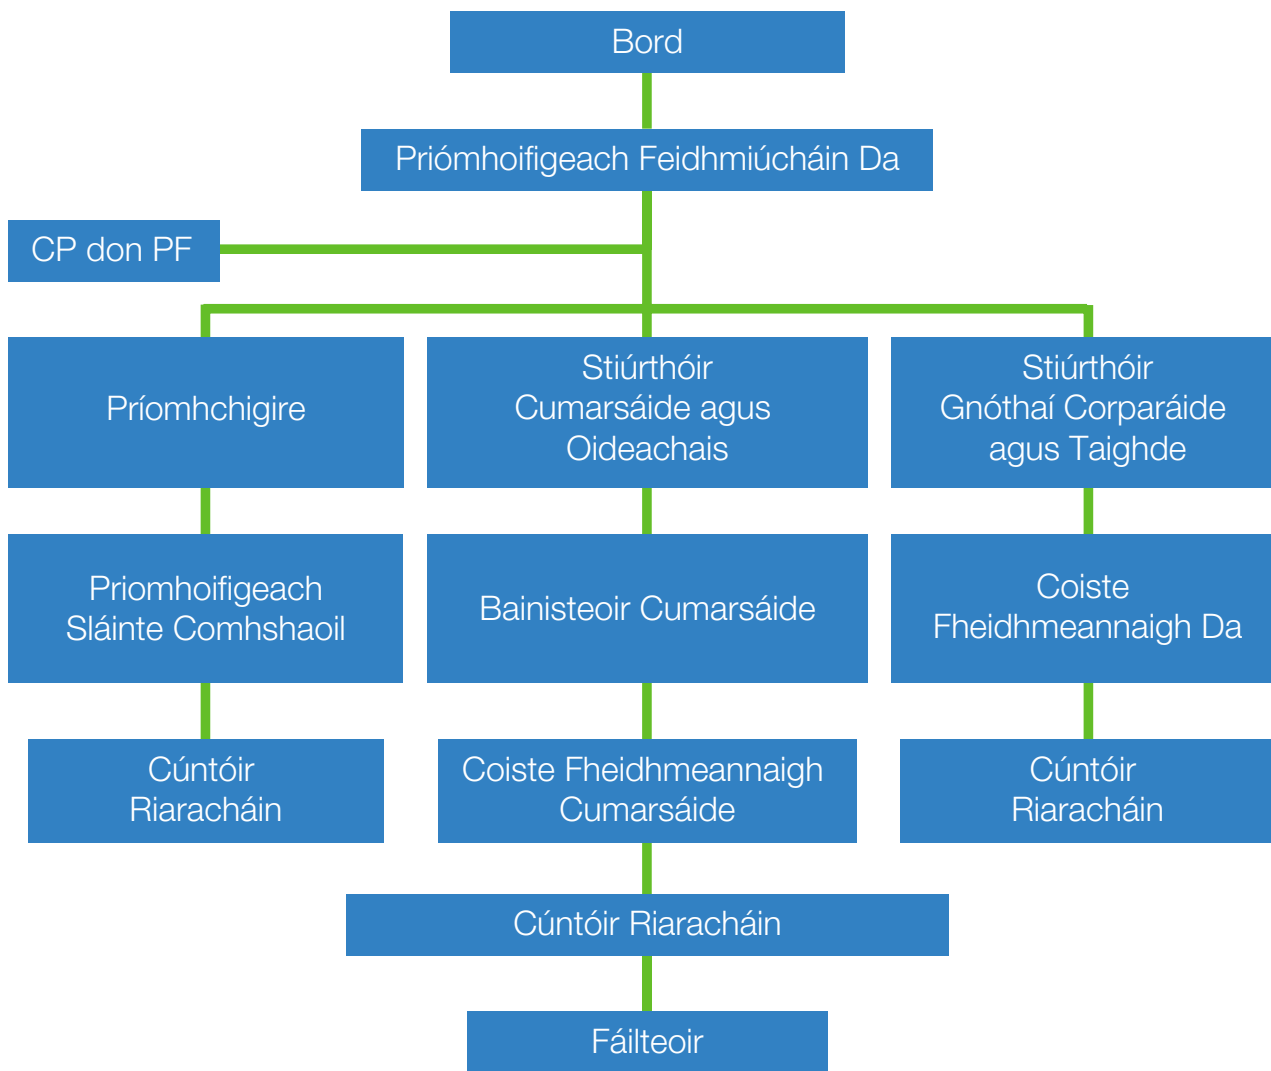 Bord
Priómhoifigeach Feidhmiúcháin Da
CP don PF
Príomhchigire
Stiúrthóir
Cumarsáide agus
Oideachais
Stiúrthóir
Gnóthaí Corparáide
agus Taighde
Priomhoifigeach
Sláinte Comhshaoil
Bainisteoir Cumarsáide
Coiste
Fheidhmeannaigh Da
Cúntóir
Riaracháin
Coiste Fheidhmeannaigh
Cumarsáide
Cúntóir
Riaracháin
Cúntóir Riaracháin
Fáilteoir